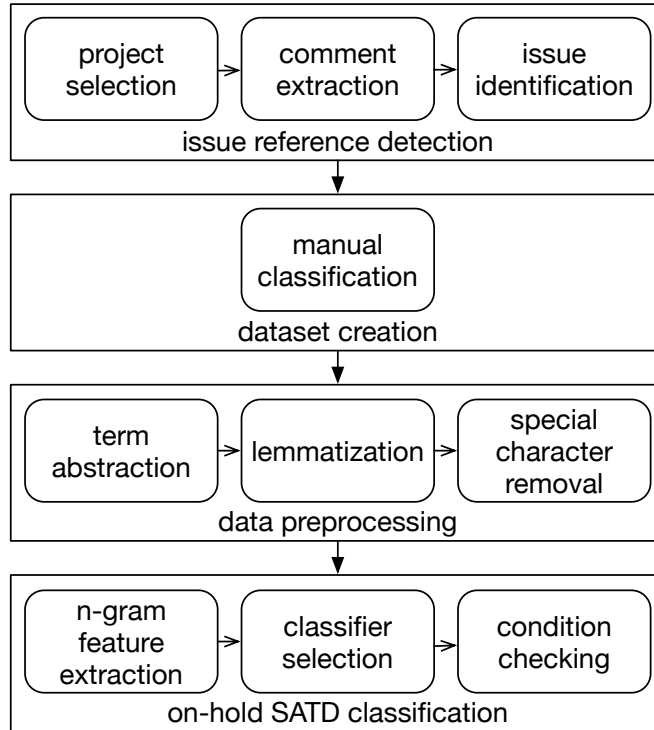 project
selection
comment
extraction
issue
identification
issue reference detection
manual
classification
dataset creation
term
abstraction
lemmatization
special
character
removal
data preprocessing
n-gram
feature
extraction
classifier
selection
condition
checking
on-hold SATD classification